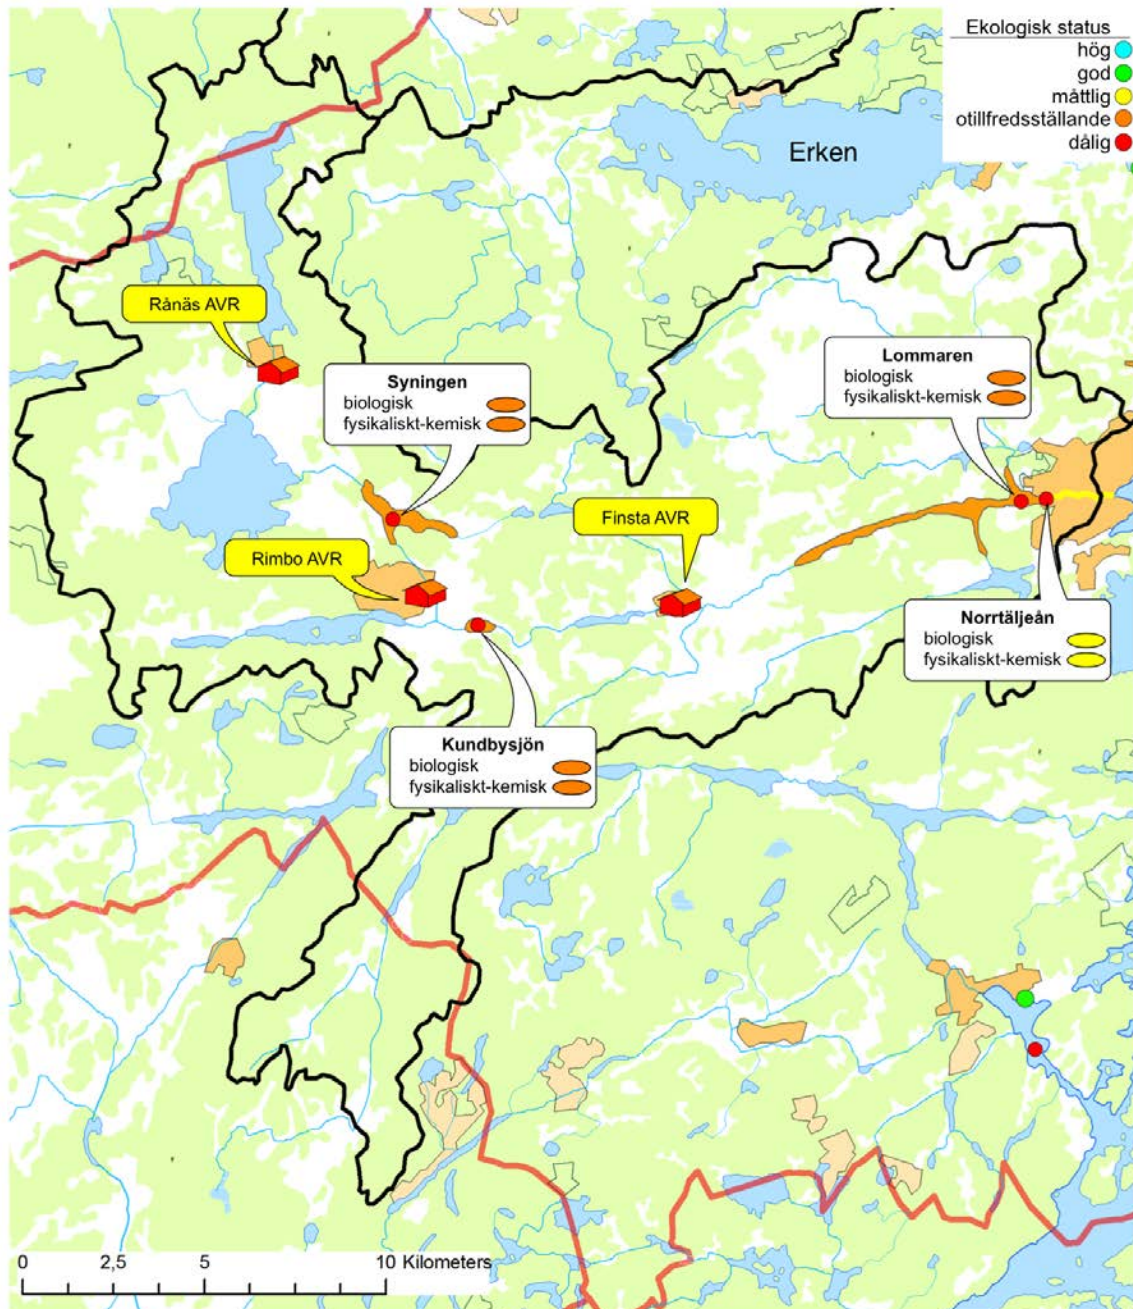 Ekologisk status
hög
god
måttlig
otillfredsställande
dålig
Erken
Rånäs AVR
Syningen
biologisk
fysikaliskt-kemisk
Lommaren
biologisk
fysikaliskt-kemisk
Finsta AVR
Rimbo AVR
Norrtäljeån
biologisk
fysikaliskt-kemisk
Kundbysjön
biologisk
fysikaliskt-kemisk
0 2,5 5 10 Kilometers